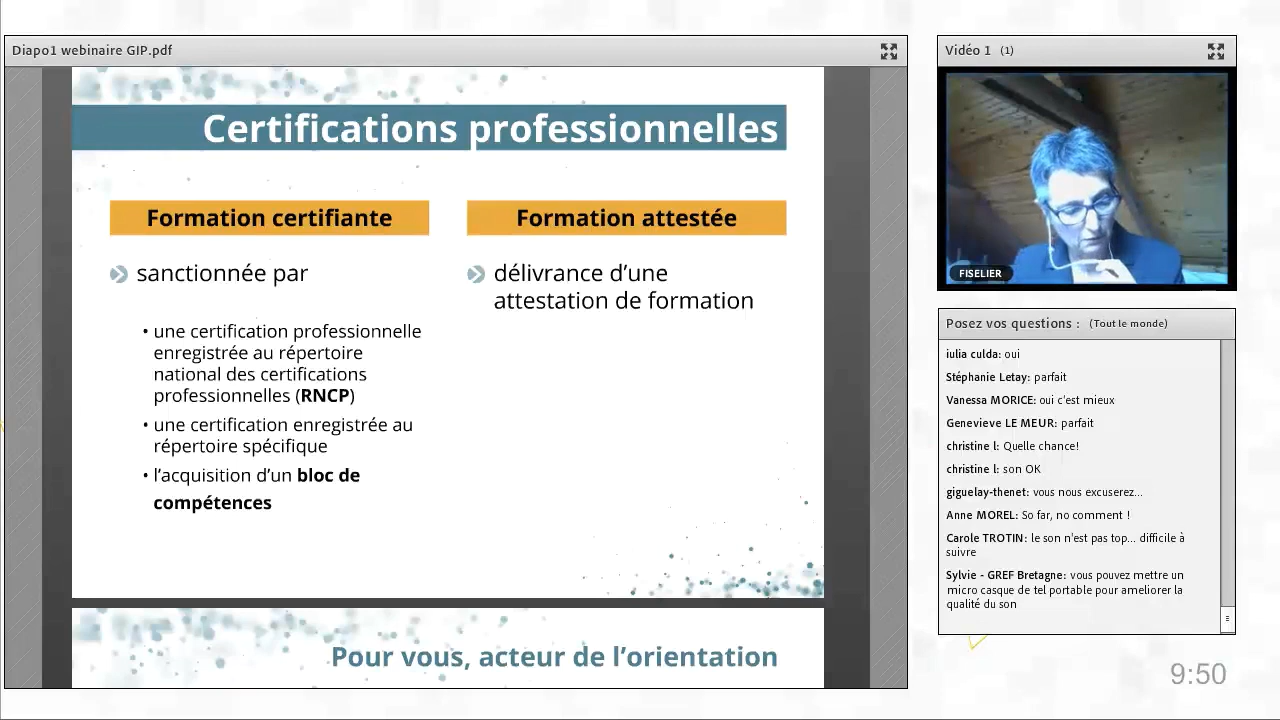 Diapo1 webinaire GIP.pdf
Certifications professionnelles
Formation certifiante
sanctionnée par
• une certification professionnelle
enregistrée au répertoire
national des certifications
professionnelles (RNCP)
• une certification enregistrée au
répertoire spécifique
• l’acquisition d’un bloc de
compétences
Formation attestée
délivrance d’une
attestation de formation
Pour vous, acteur de l’orientation
Vidéo 1 (1)
FISELIER
Posez vos questions : (Tout le monde)
iulia culda: oui
Stéphanie Letay: parfait
Vanessa MORICE: oui c'est mieux
Genevieve LE MEUR: parfait
christine l: Quelle chance!
christine l: son OK
giguelay-thenet: vous nous excuserez...
Anne MOREL: So far, no comment !
Carole TROTIN: le son n'est pas top... difficile à
suivre
Sylvie - GREF Bretagne: vous pouvez mettre un
micro casque de tel portable pour ameliorer la
qualité du son
9:50